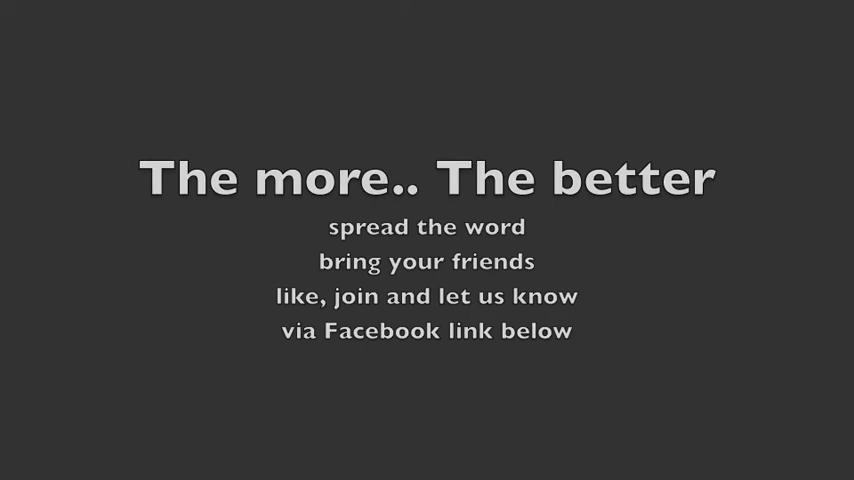 The more.. The better
spread the word
bring your friends
like, join and let us know
via Facebook link below